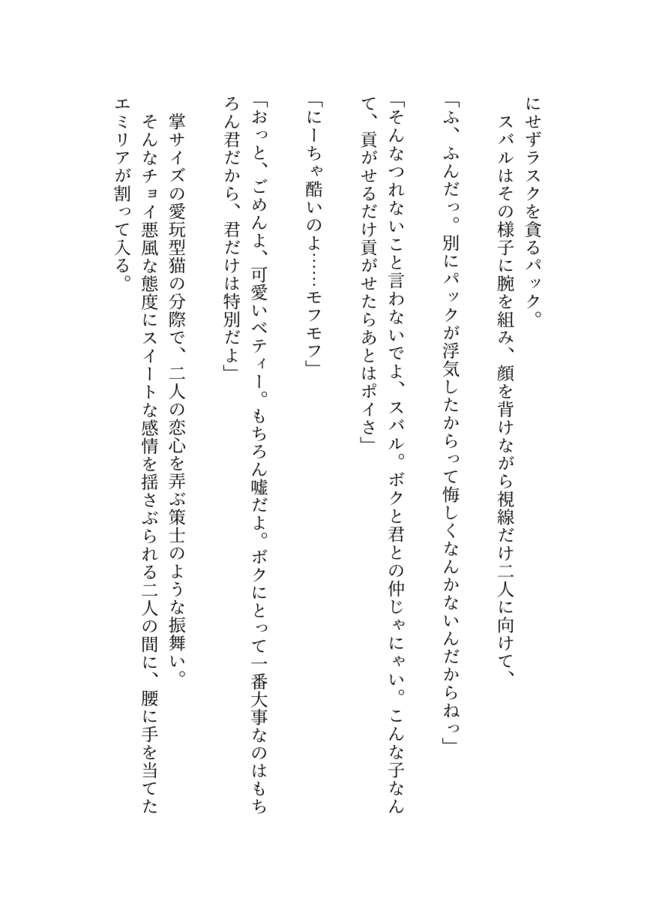 にせずラスクを貪るパック。
スバルはその様子に腕を組み、顔を背けながら視線だけ二人に向けて、
「ふ、ふんだっ。別にパックが浮気したからって悔しくなんかないんだからねっ」
「そんなつれないこと言わないでよ、スバル。ボクと君との仲じゃにゃい。こんな子なん
て、貢がせるだけ貢がせたらあとはポイさ」
「にーちゃ酷いのよ……モフモフ」
「おっと、ごめんよ、可愛いベティー。もちろん嘘だよ。ボクにとって一番大事なのはもち
ろん君だから、君だけは特別だよ」
掌サイズの愛玩型猫の分際で、二人の恋心を弄ぶ策士のような振舞い。
そんなチョイ悪風な態度にスイートな感情を揺さぶられる二人の間に、腰に手を当てた
エミリアが割って入る。